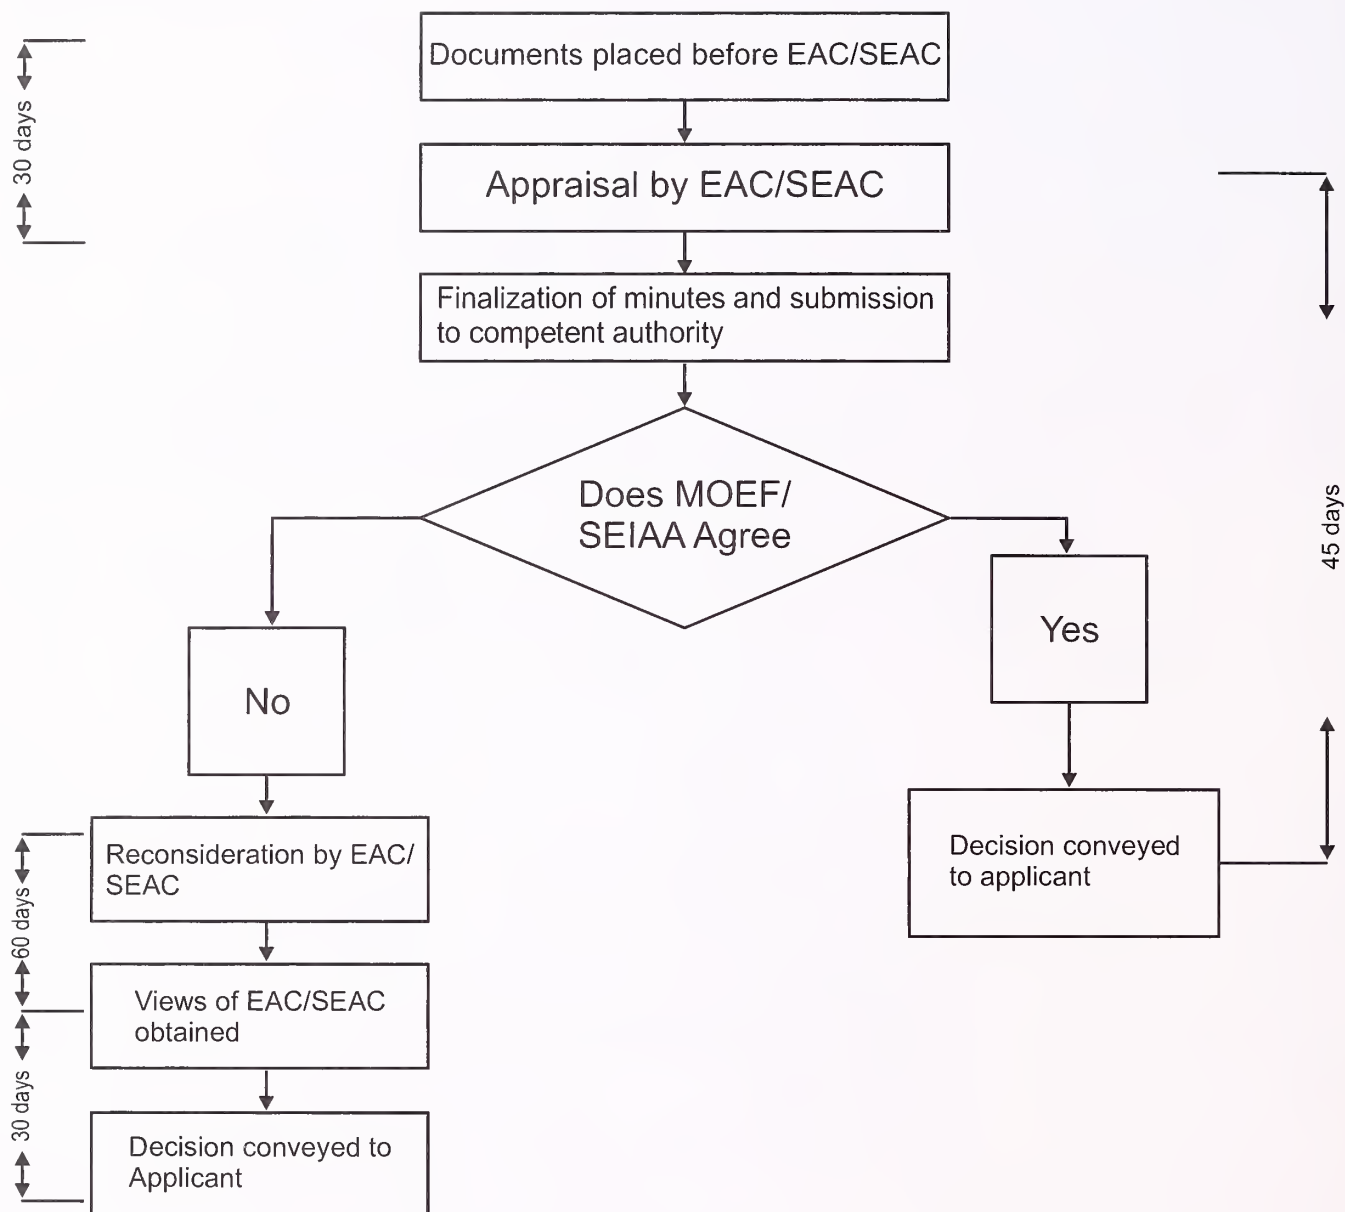 Documents placed before EAC/SEAC
30 days
Appraisal by EAC/SEAC
Finalization of minutes and submission
to competent authority
Does MOEF/
SEIAA Agree
45 days
No
Yes
Reconsideration by EAC/
SEAC
60 days
Decision conveyed
to applicant
Views of EAC/SEAC
obtained
30 days
Decision conveyed to
Applicant